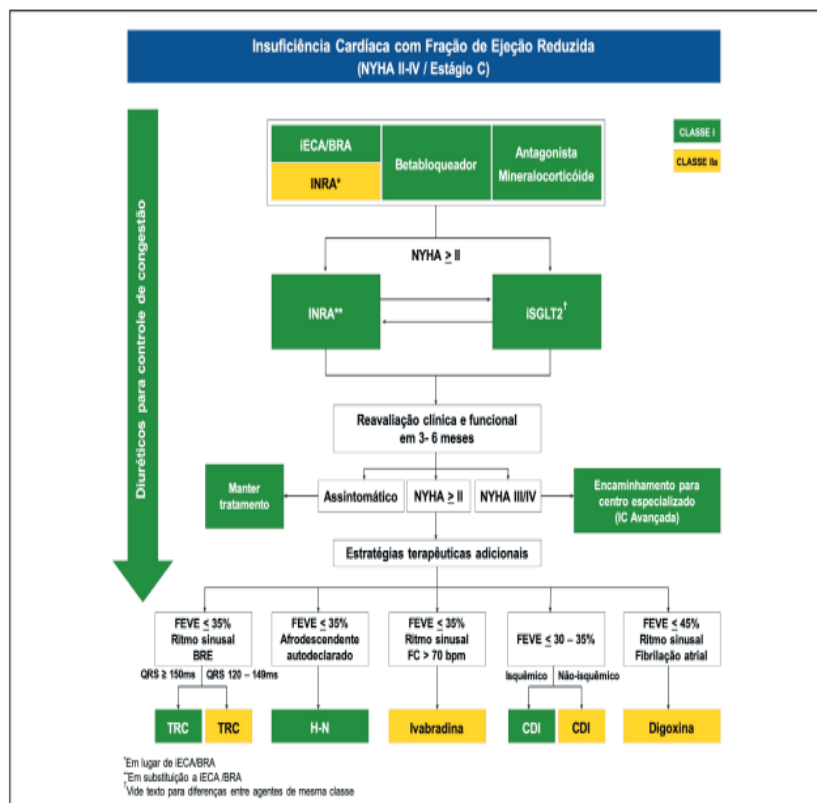 Insuficiência Cardíaca com Fração de Ejeção Reduzida
(NYHA II-IV / Estágio C)
Diuréticos para controle de congestão
CLASSE I
CLASSE IIa
iECA/BRA
INRA*
Betabloqueador
Antagonista
Mineralocorticóide
NYHA ≥ II
INRA**
iSGLT2†
Reavaliação clínica e funcional
em 3- 6 meses
Manter
tratamento
Assintomático
NYHA ≥ II
NYHA III/IV
Encaminhamento para
centro especializado
(IC Avançada)
Estratégias terapêuticas adicionais
FEVE ≤ 35%
Ritmo sinusal
BRE
QRS ≥ 150ms
QRS 120 – 149ms
TRC
TRC
FEVE ≤ 35%
Afrodescendente
autodeclarado
H-N
FEVE ≤ 35%
Ritmo sinusal
FC > 70 bpm
Ivabradina
FEVE ≤ 30 – 35%
Isquêmico
Não-isquêmico
CDI
CDI
FEVE ≤ 45%
Ritmo sinusal
Fibrilação atrial
Digoxina
*Em lugar de iECA/BRA
**Em substituição a iECA /BRA
†Vide texto para diferenças entre agentes de mesma classe